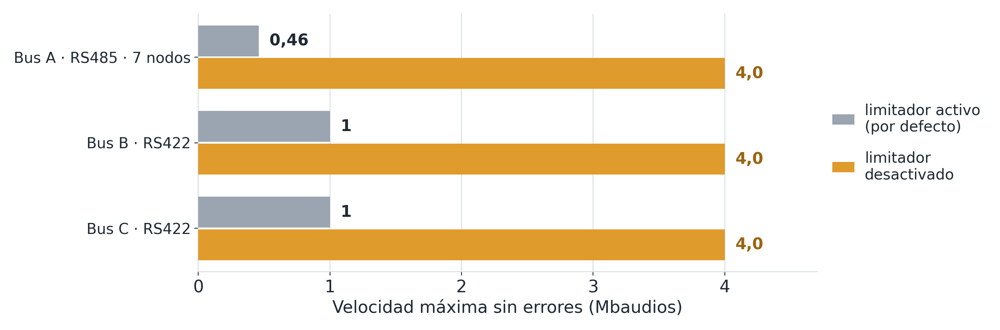 0,46
Bus A · RS485 · 7 nodos
4,0
1
Bus B · RS422
4,0
1
Bus C · RS422
4,0
limitador activo
(por defecto)
limitador
desactivado
0 1 2 3 4
Velocidad máxima sin errores (Mbaudios)